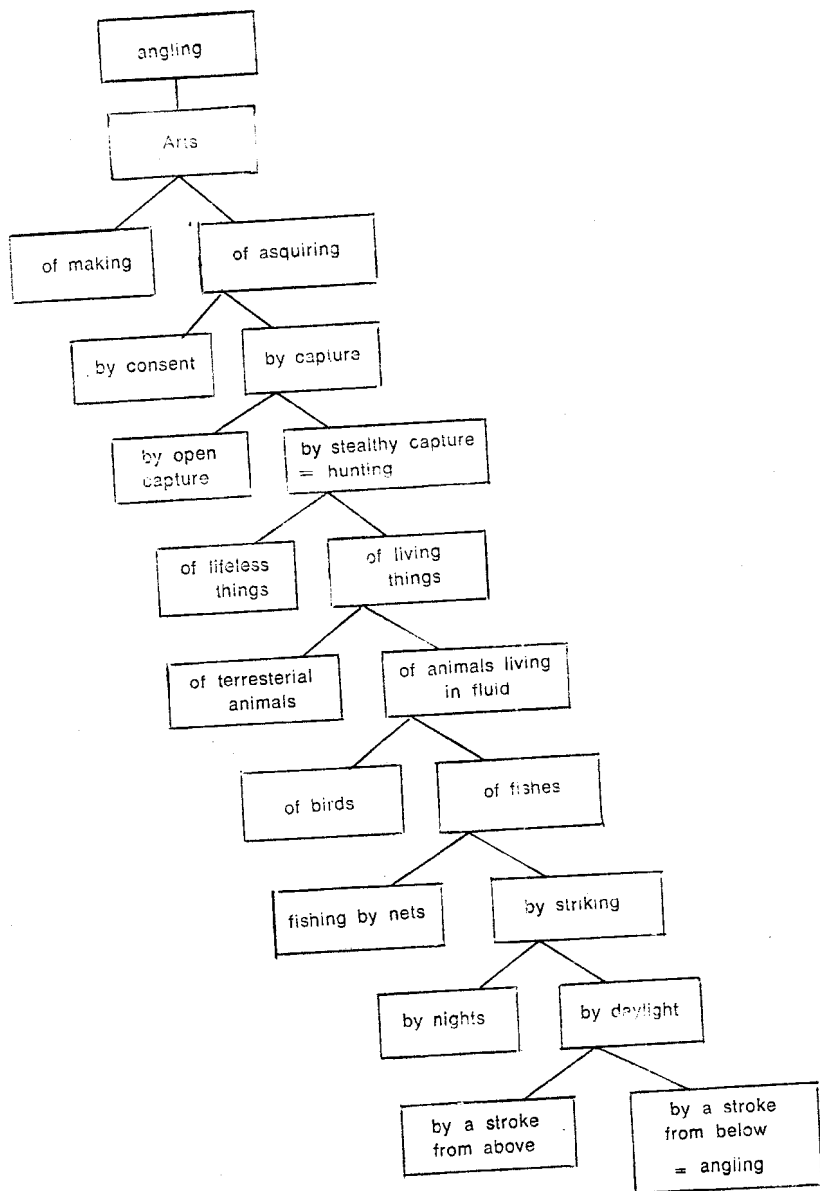 angling
Arts
of making
of asquiring
by consent
by capture
by open
capture
by stealthy capture
= hunting
of lifeless
things
of living
things
of terresterial
animals
of animals living
in fluid
of birds
of fishes
fishing by nets
by striking
by nights
by daylight
by a stroke
from above
by a stroke
from below
= angling